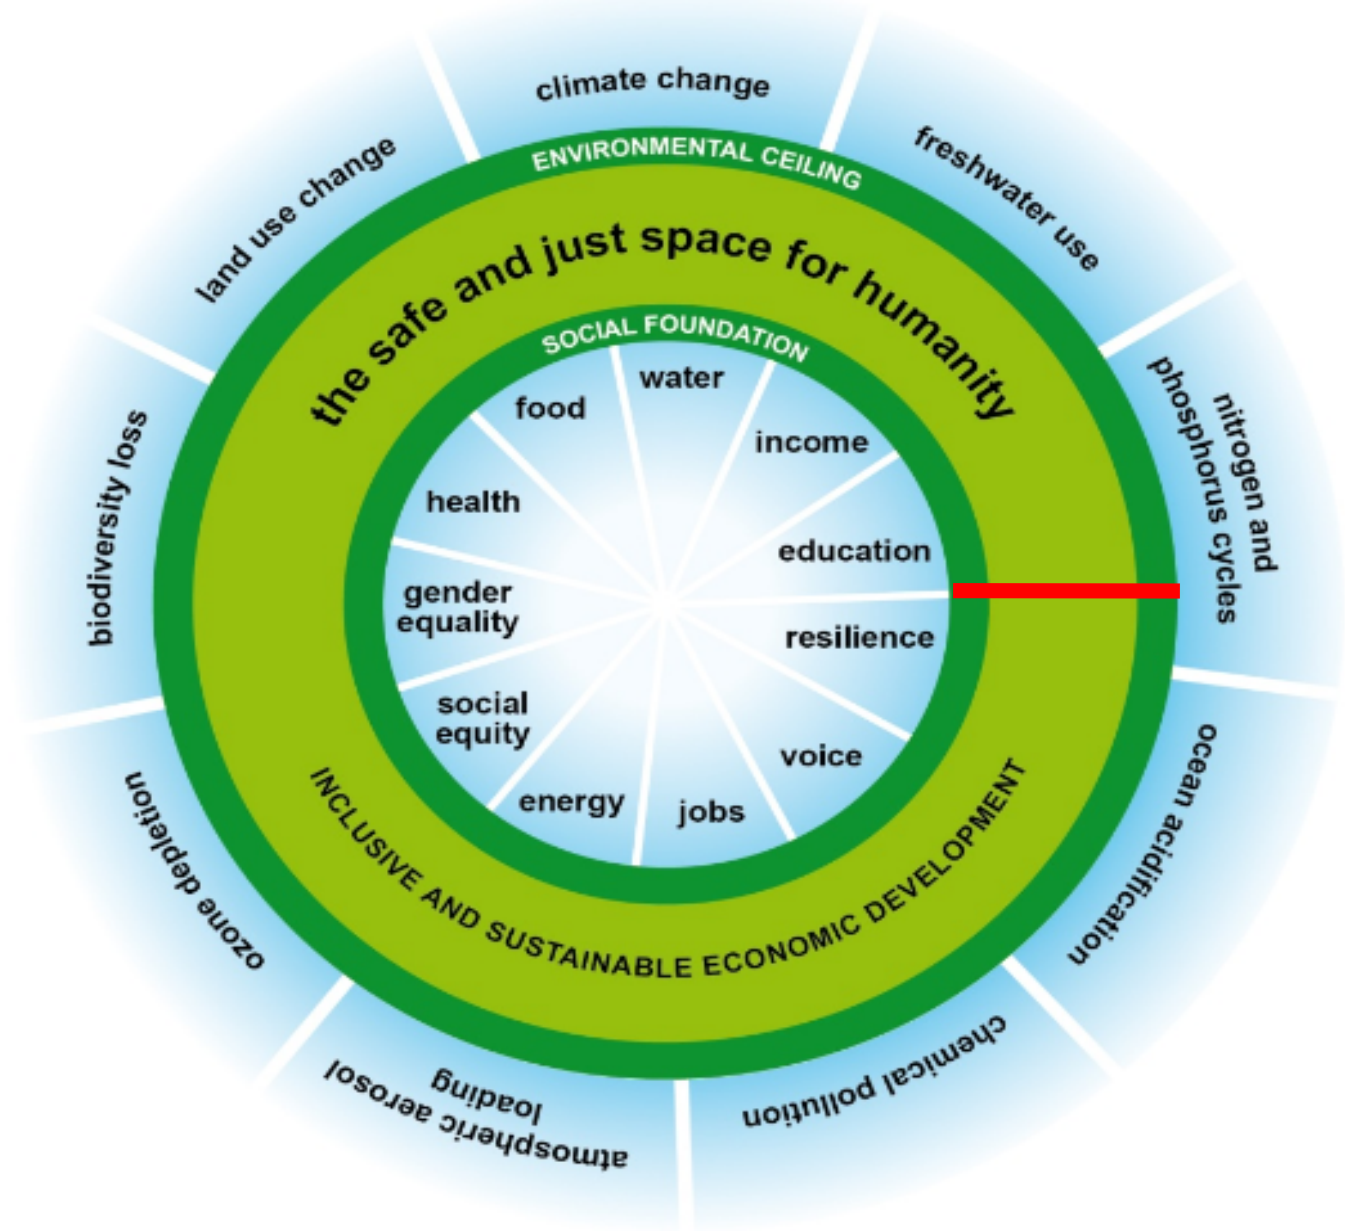 climate change
freshwater use
nitrogen and
phosphorus cycles
ocean acidification
chemical pollution
atmospheric aerosol
loading
ozone depletion
biodiversity loss
land use change
ENVIRONMENTAL CEILING
the safe and just space for humanity
SOCIAL FOUNDATION
water
income
education
resilience
voice
jobs
energy
social
equity
gender
equality
health
food
INCLUSIVE AND SUSTAINABLE ECONOMIC DEVELOPMENT